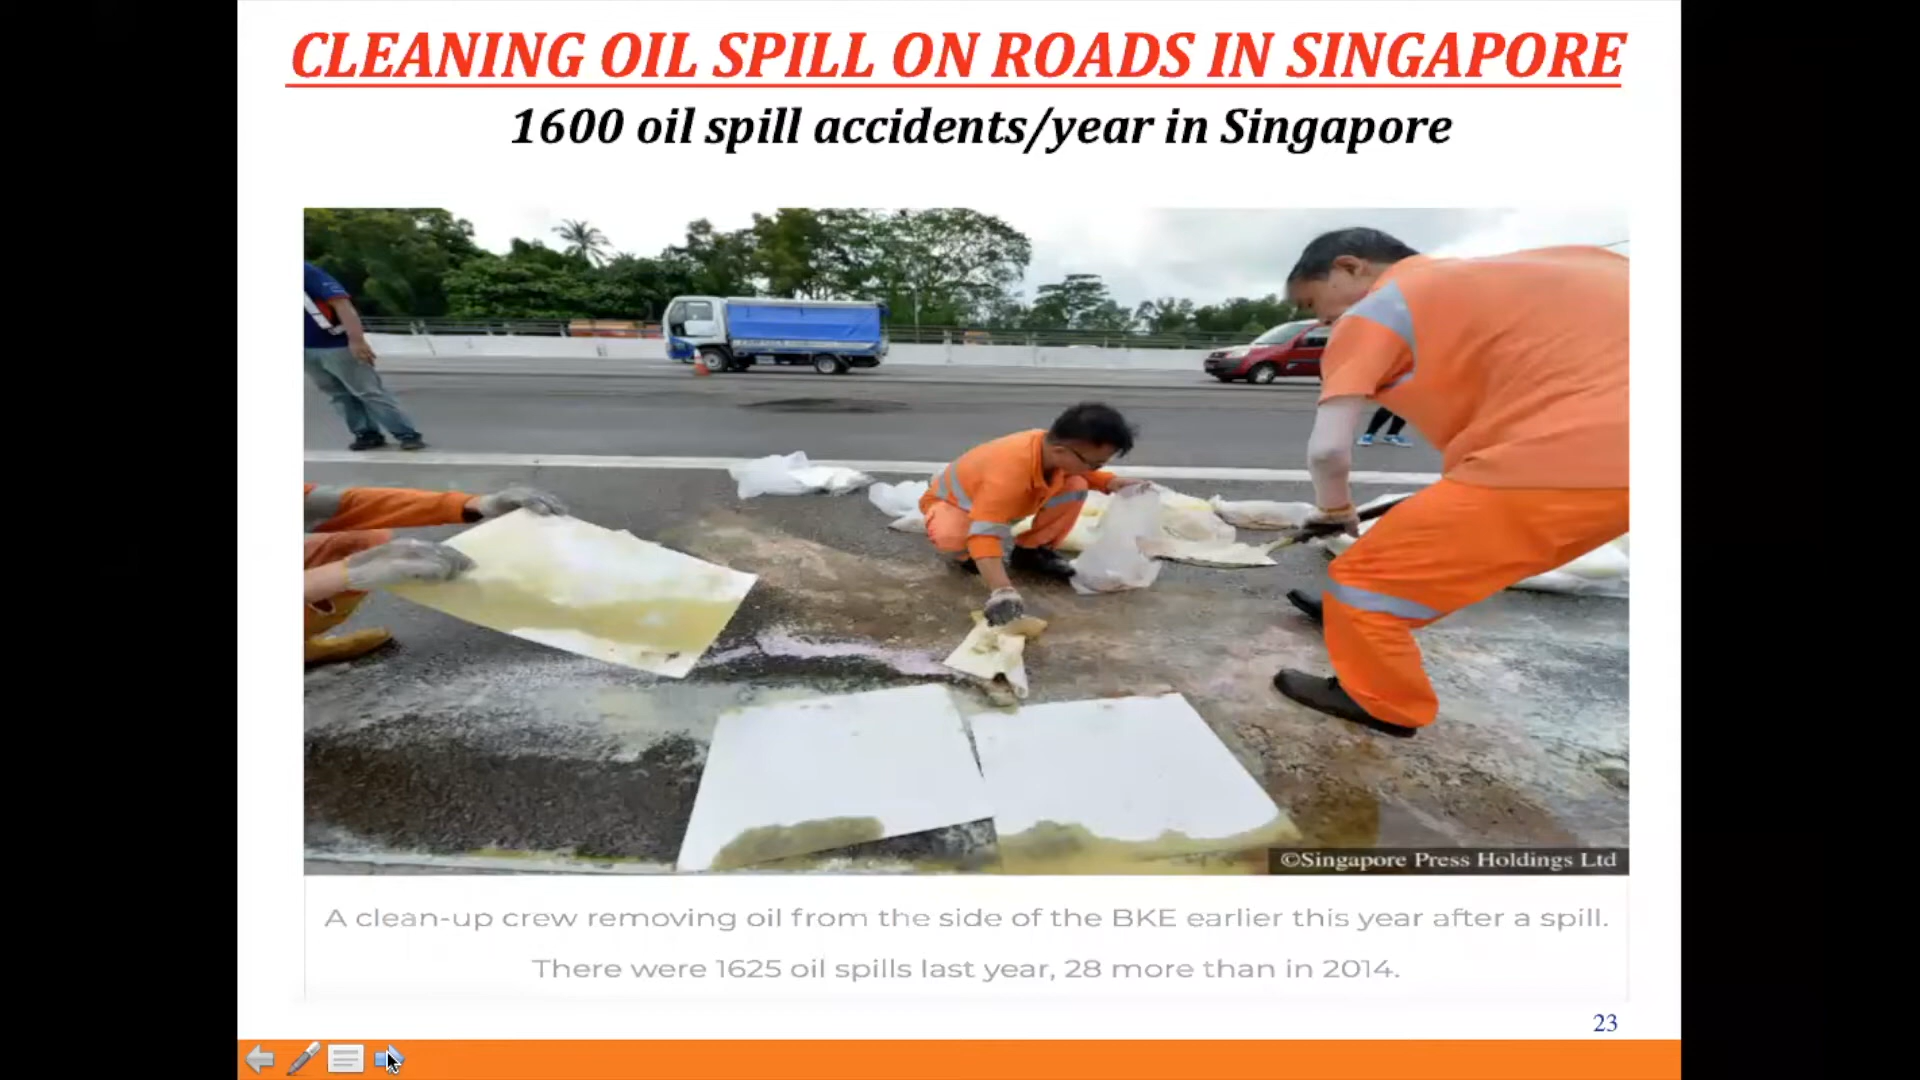 CLEANING OIL SPILL ON ROADS IN SINGAPORE
1600 oil spill accidents/year in Singapore
©Singapore Press Holdings Ltd
A clean-up crew removing oil from the side of the BKE earlier this year after a spill.
There were 1625 oil spills last year, 28 more than in 2014.
23